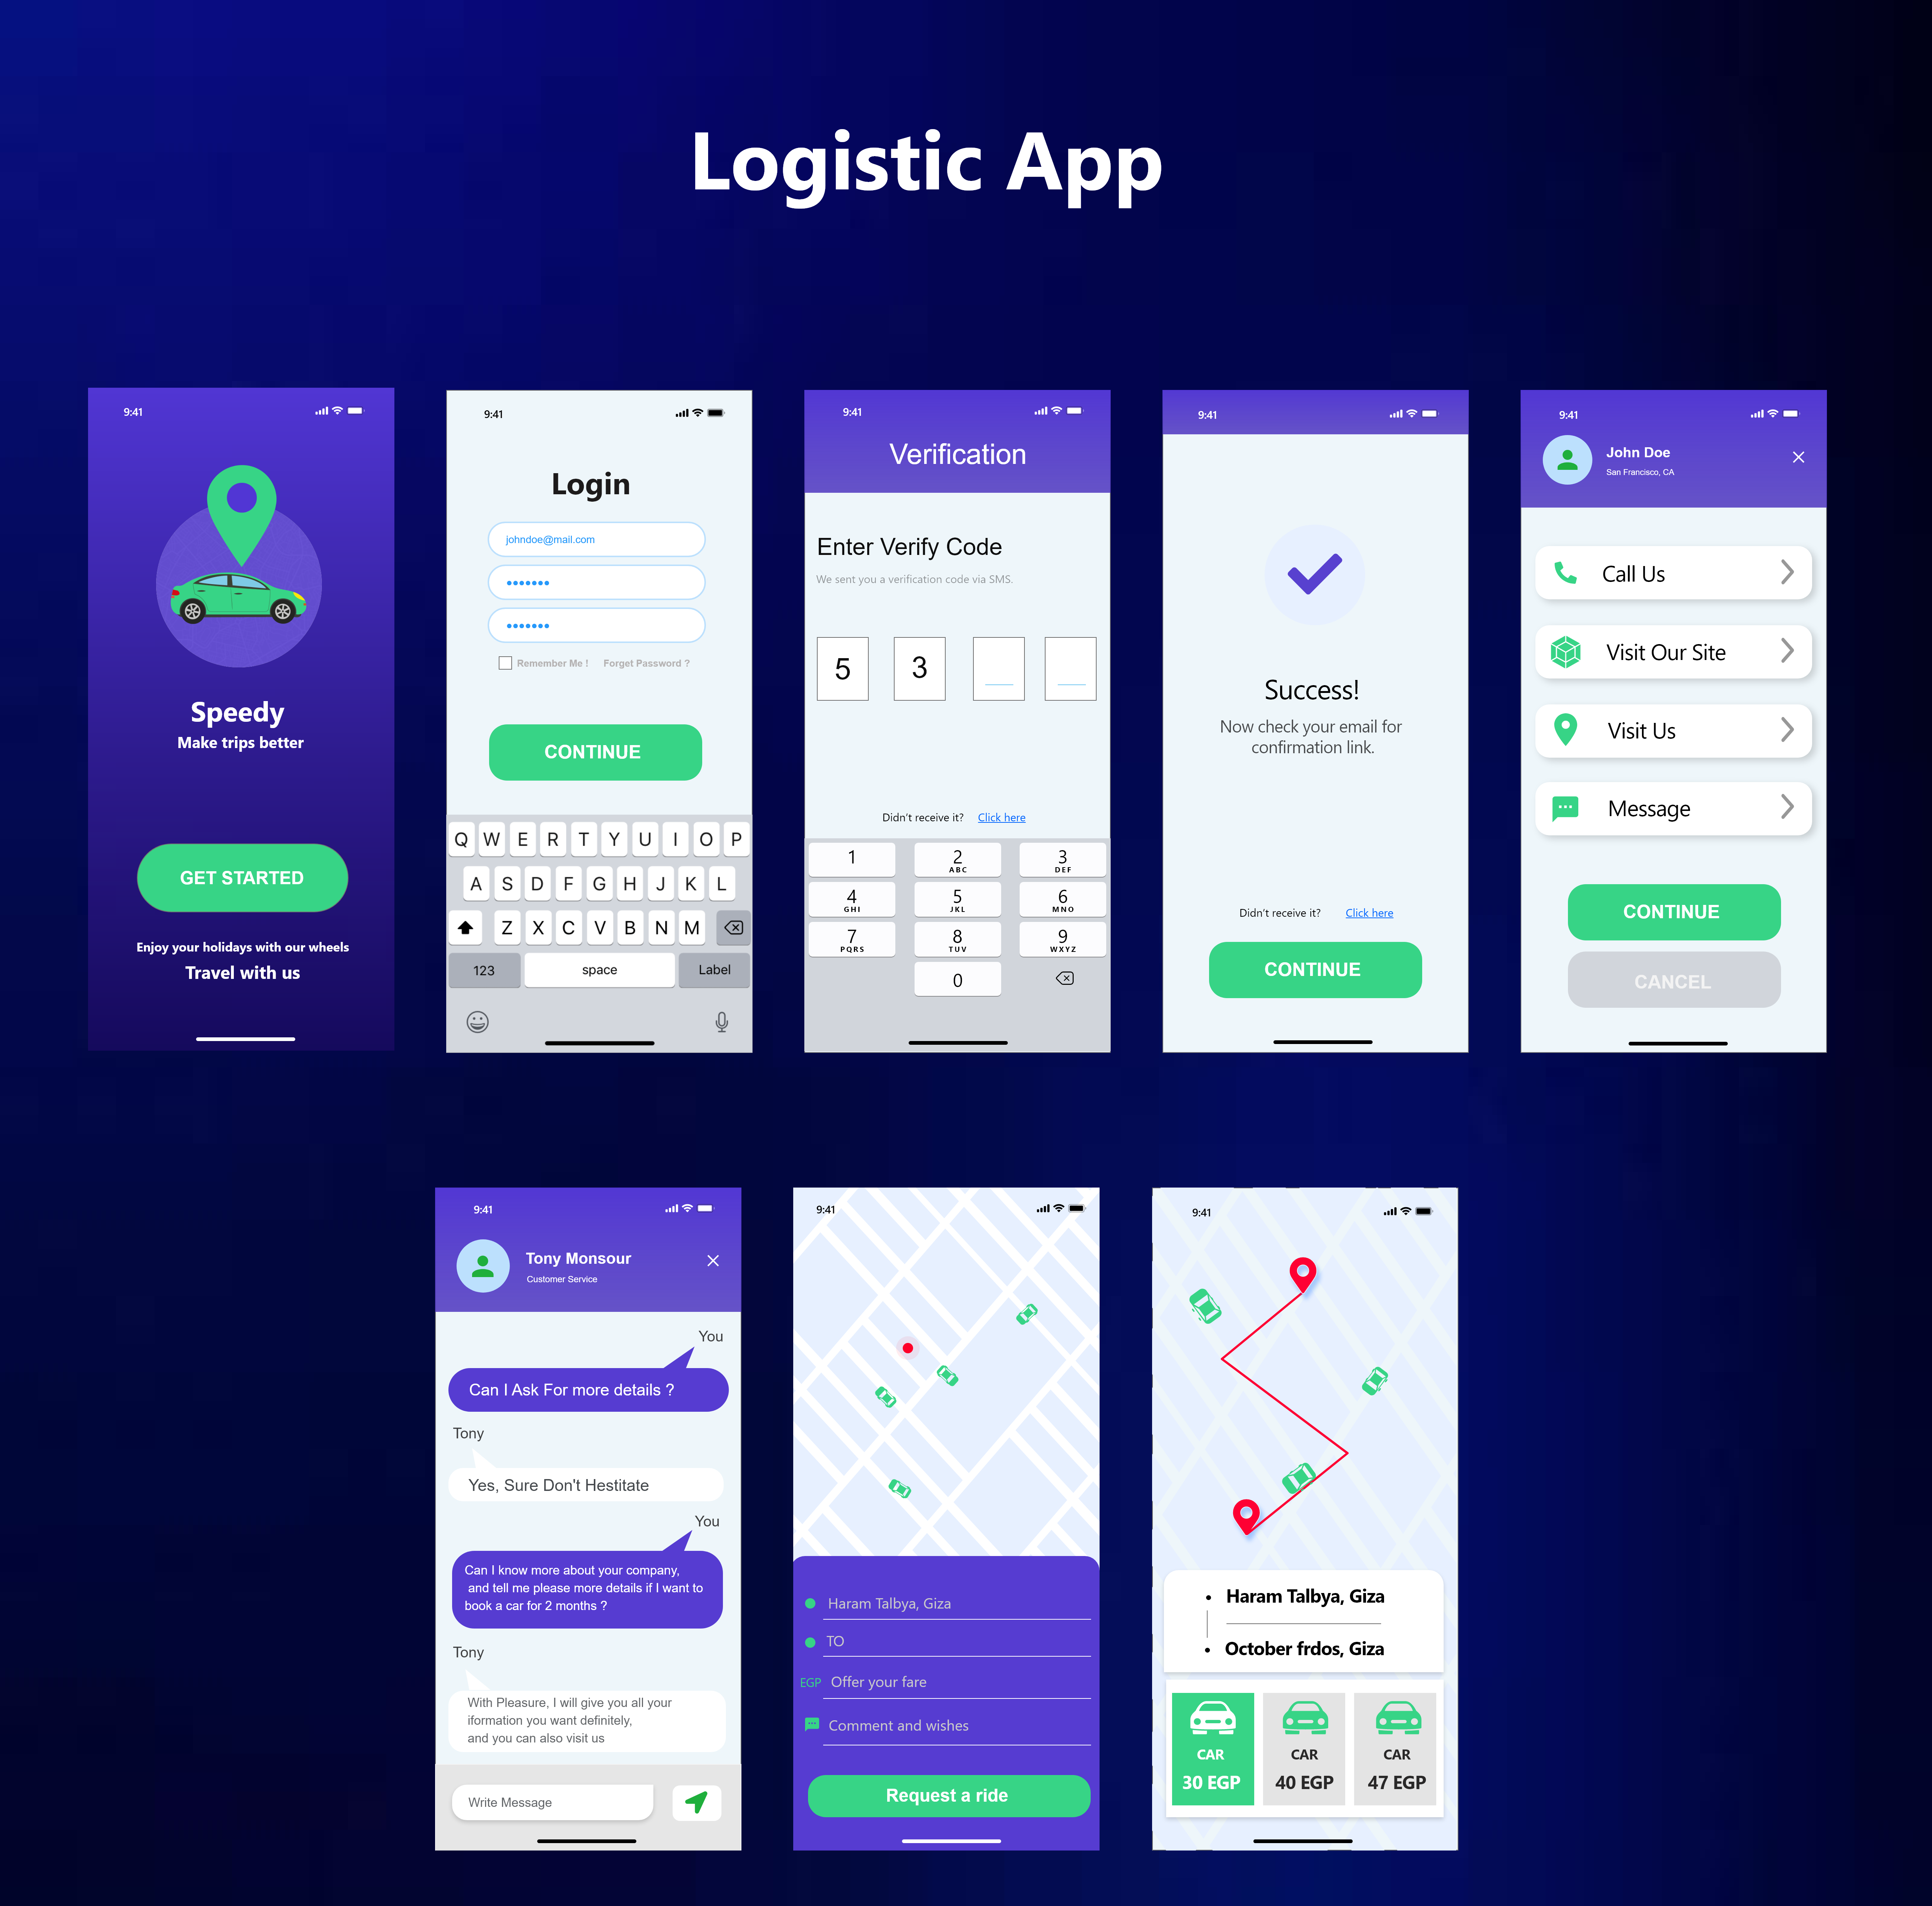 Logistic App
9:41
Speedy
Make trips better
GET STARTED
Enjoy your holidays with our wheels
Travel with us
9:41
Login
johndoe@mail.com
•••••••
•••••••
Remember Me ! Forget Password ?
CONTINUE
Q W E R T Y U I O P
A S D F G H J K L
Z X C V B N M
123 space Label
9:41
Verification
Enter Verify Code
We sent you a verification code via SMS.
5 3
Didn't receive it? Click here
1 2 3
ABC DEF
4 5 6
GHI JKL MNO
7 8 9
PQRS TUV WXYZ
0
9:41
Success!
Now check your email for
confirmation link.
Didn't receive it? Click here
CONTINUE
9:41
John Doe
San Francisco, CA
Call Us
Visit Our Site
Visit Us
Message
CONTINUE
CANCEL
9:41
Tony Monsour
Customer Service
You
Can I Ask For more details ?
Tony
Yes, Sure Don't Hestitate
You
Can I know more about your company,
and tell me please more details if I want to
book a car for 2 months ?
Tony
With Pleasure, I will give you all your
iformation you want definitely,
and you can also visit us
Write Message
9:41
Haram Talbya, Giza
TO
EGP Offer your fare
Comment and wishes
Request a ride
9:41
• Haram Talbya, Giza
• October frdos, Giza
CAR CAR CAR
30 EGP 40 EGP 47 EGP